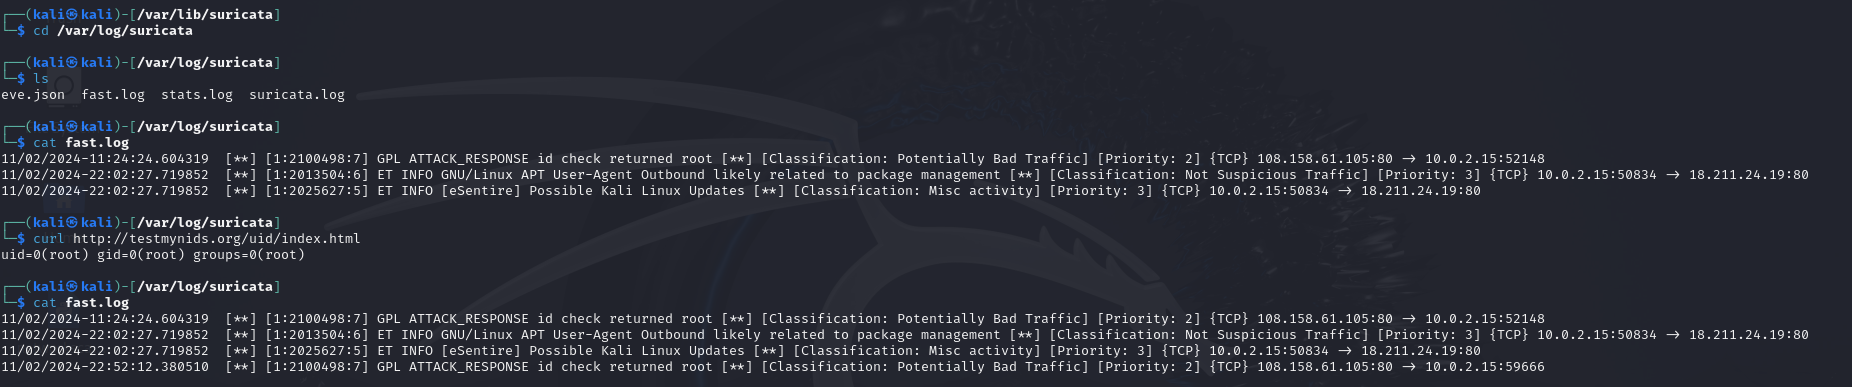 ┌──(kali㉿kali)-[/var/lib/suricata]
└─$ cd /var/log/suricata
┌──(kali㉿kali)-[/var/log/suricata]
└─$ ls
eve.json  fast.log  stats.log  suricata.log
┌──(kali㉿kali)-[/var/log/suricata]
└─$ cat fast.log
11/02/2024-11:24:24.604319  [**] [1:2100498:7] GPL ATTACK_RESPONSE id check returned root [**] [Classification: Potentially Bad Traffic] [Priority: 2] {TCP} 108.158.61.105:80 -> 10.0.2.15:52148
11/02/2024-22:02:27.719852  [**] [1:2013504:6] ET INFO GNU/Linux APT User-Agent Outbound likely related to package management [**] [Classification: Not Suspicious Traffic] [Priority: 3] {TCP} 10.0.2.15:50834 -> 18.211.24.19:80
11/02/2024-22:02:27.719852  [**] [1:2025627:5] ET INFO [eSentire] Possible Kali Linux Updates [**] [Classification: Misc activity] [Priority: 3] {TCP} 10.0.2.15:50834 -> 18.211.24.19:80
┌──(kali㉿kali)-[/var/log/suricata]
└─$ curl http://testmynids.org/uid/index.html
uid=0(root) gid=0(root) groups=0(root)
┌──(kali㉿kali)-[/var/log/suricata]
└─$ cat fast.log
11/02/2024-11:24:24.604319  [**] [1:2100498:7] GPL ATTACK_RESPONSE id check returned root [**] [Classification: Potentially Bad Traffic] [Priority: 2] {TCP} 108.158.61.105:80 -> 10.0.2.15:52148
11/02/2024-22:02:27.719852  [**] [1:2013504:6] ET INFO GNU/Linux APT User-Agent Outbound likely related to package management [**] [Classification: Not Suspicious Traffic] [Priority: 3] {TCP} 10.0.2.15:50834 -> 18.211.24.19:80
11/02/2024-22:02:27.719852  [**] [1:2025627:5] ET INFO [eSentire] Possible Kali Linux Updates [**] [Classification: Misc activity] [Priority: 3] {TCP} 10.0.2.15:50834 -> 18.211.24.19:80
11/02/2024-22:52:12.380510  [**] [1:2100498:7] GPL ATTACK_RESPONSE id check returned root [**] [Classification: Potentially Bad Traffic] [Priority: 2] {TCP} 108.158.61.105:80 -> 10.0.2.15:59666